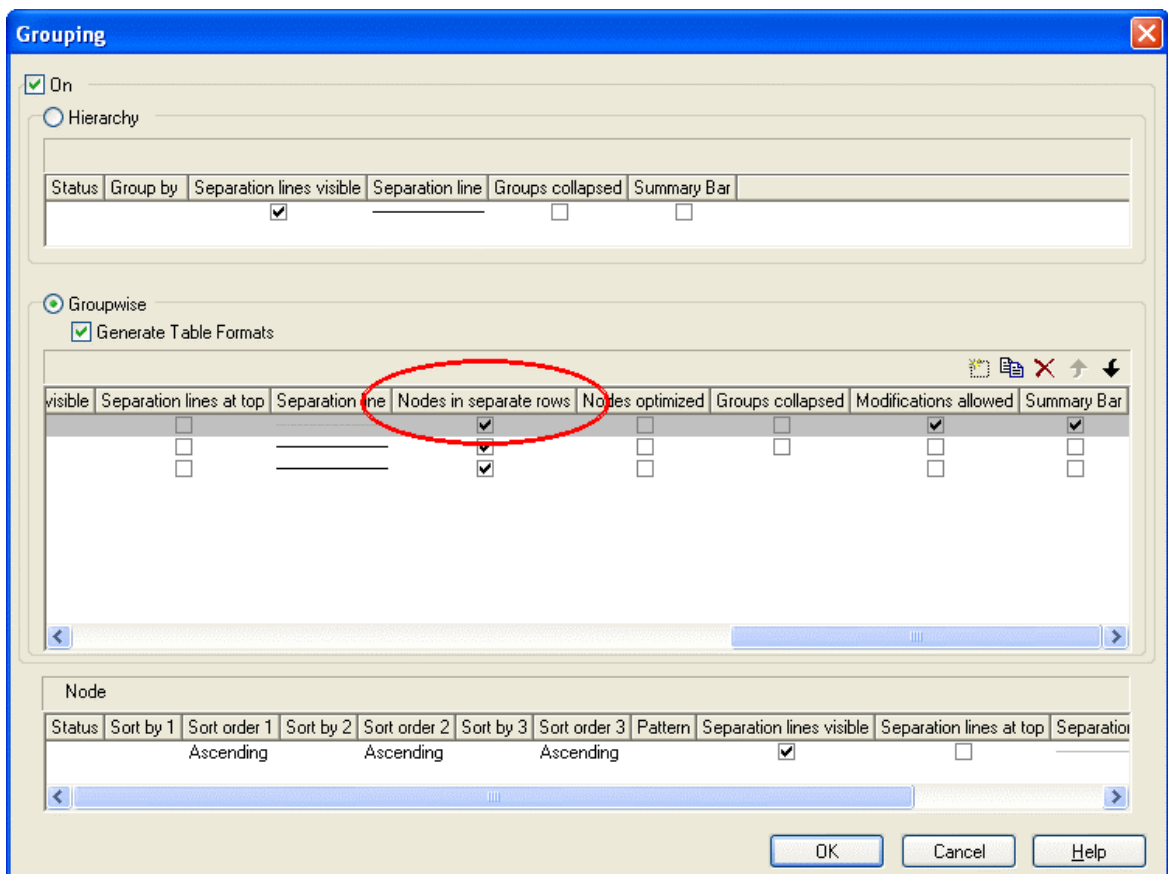 Grouping
On
Hierarchy
Status Group by Separation lines visible Separation line Groups collapsed Summary Bar
Groupwise
Generate Table Formats
visible Separation lines at top Separation line Nodes in separate rows Nodes optimized Groups collapsed Modifications allowed Summary Bar
Node
Status Sort by 1 Sort order 1 Sort by 2 Sort order 2 Sort by 3 Sort order 3 Pattern Separation lines visible Separation lines at top Separation
Ascending Ascending Ascending
OK Cancel Help